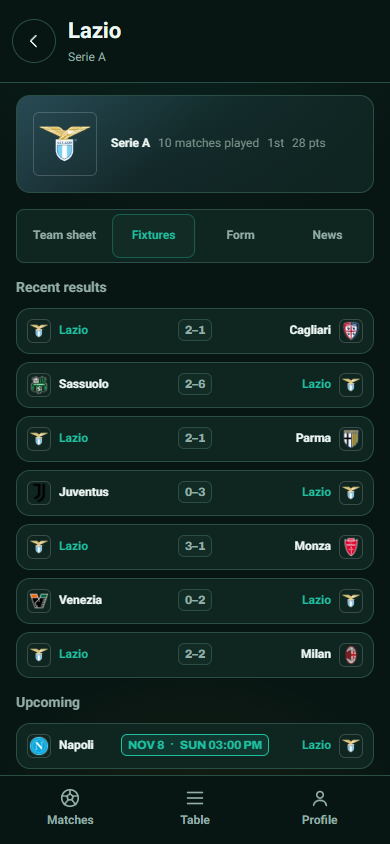 Lazio
Serie A
Serie A 10 matches played 1st 28 pts
Team sheet Fixtures Form News
Recent results
Lazio 2–1 Cagliari
Sassuolo 2–6 Lazio
Lazio 2–1 Parma
Juventus 0–3 Lazio
Lazio 3–1 Monza
Venezia 0–2 Lazio
Lazio 2–2 Milan
Upcoming
Napoli NOV 8 · SUN 03:00 PM Lazio
Matches Table Profile